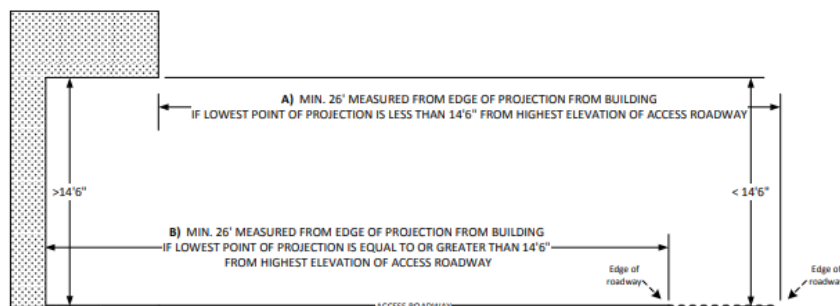 A) MIN. 26' MEASURED FROM EDGE OF PROJECTION FROM BUILDING
IF LOWEST POINT OF PROJECTION IS LESS THAN 14'6" FROM HIGHEST ELEVATION OF ACCESS ROADWAY
>14'6"
< 14'6"
B) MIN. 26' MEASURED FROM EDGE OF PROJECTION FROM BUILDING
IF LOWEST POINT OF PROJECTION IS EQUAL TO OR GREATER THAN 14'6"
FROM HIGHEST ELEVATION OF ACCESS ROADWAY
Edge of
roadway
Edge of
roadway
ACCESS ROADWAY